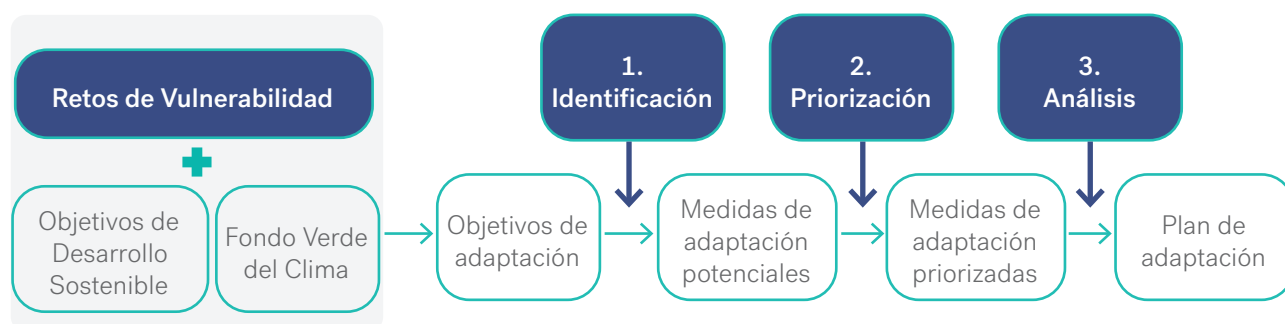 Retos de Vulnerabilidad
Objetivos de
Desarrollo
Sostenible
Fondo Verde
del Clima
Objetivos de
adaptación
1.
Identificación
Medidas de
adaptación
potenciales
2.
Priorización
Medidas de
adaptación
priorizadas
3.
Análisis
Plan de
adaptación